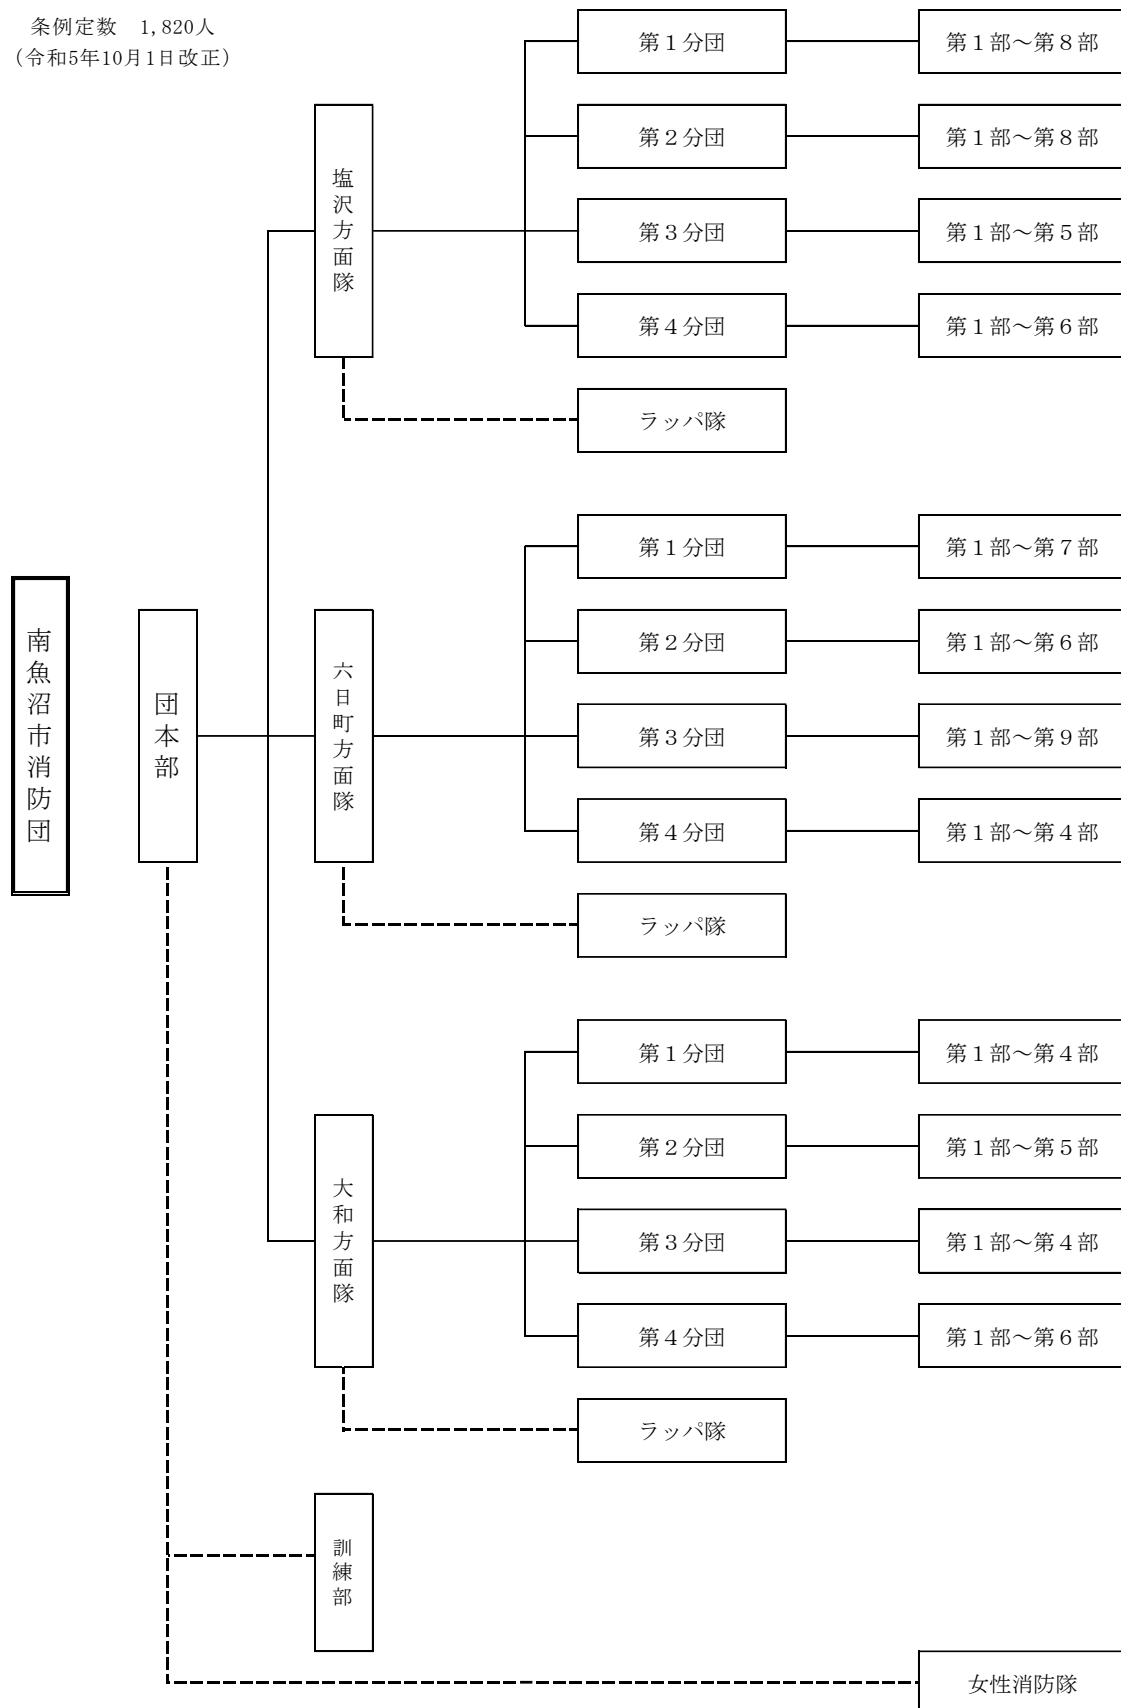 条例定数　1,820人
(令和5年10月1日改正)
南魚沼市消防団
団本部
塩沢方面隊
第１分団
第１部～第８部
第２分団
第１部～第８部
第３分団
第１部～第５部
第４分団
第１部～第６部
ラッパ隊
六日町方面隊
第１分団
第１部～第７部
第２分団
第１部～第６部
第３分団
第１部～第９部
第４分団
第１部～第４部
ラッパ隊
大和方面隊
第１分団
第１部～第４部
第２分団
第１部～第５部
第３分団
第１部～第４部
第４分団
第１部～第６部
ラッパ隊
訓練部
女性消防隊